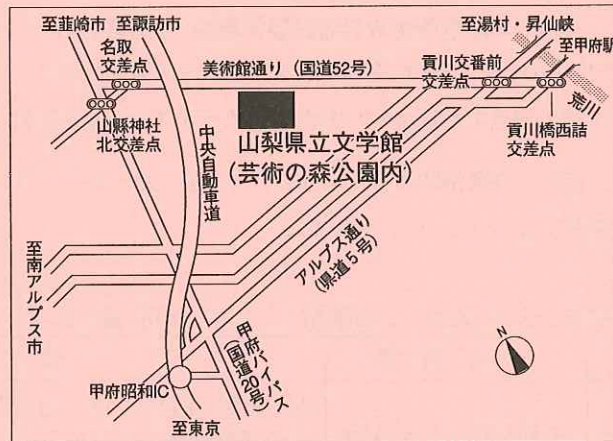 至韮崎市
至諏訪市
至湯村・昇仙峡
至甲府駅
名取
交差点
美術館通り（国道52号）
貢川交番前
交差点
荒川
山縣神社
北交差点
中央自動車道
山梨県立文学館
（芸術の森公園内）
貢川橋西詰
交差点
至南アルプス市
アルプス通り
（県道5号）
甲府バイパス
（国道20号）
N
甲府昭和IC
至東京